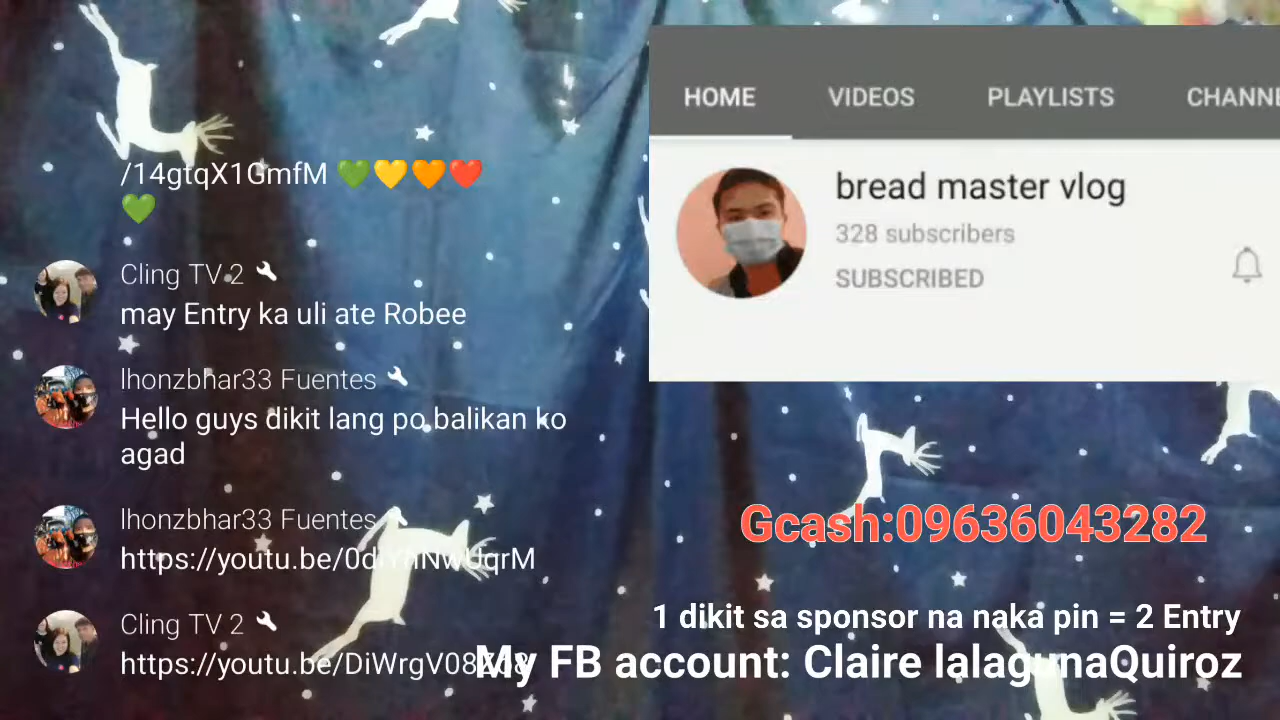 /14gtqX1GmfM 💚💛🧡❤️
💚
Cling TV 2
may Entry ka uli ate Robee
lhonzbhar33 Fuentes
Hello guys dikit lang po balikan ko
agad
lhonzbhar33 Fuentes
Cling TV 2
HOME VIDEOS PLAYLISTS CHANNE
bread master vlog
328 subscribers
SUBSCRIBED
Gcash:09636043282
1 dikit sa sponsor na naka pin = 2 Entry
My FB account: Claire lalagunaQuiroz